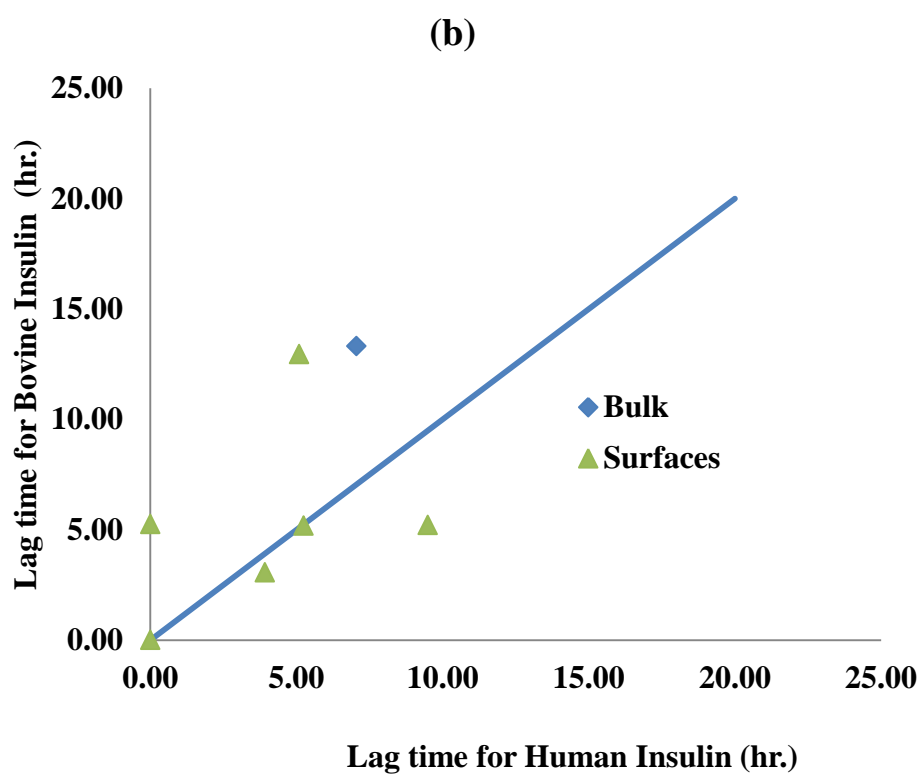 (b)
Lag time for Bovine Insulin (hr.)
25.00
20.00
15.00
10.00
5.00
0.00
Bulk
Surfaces
0.00 5.00 10.00 15.00 20.00 25.00
Lag time for Human Insulin (hr.)